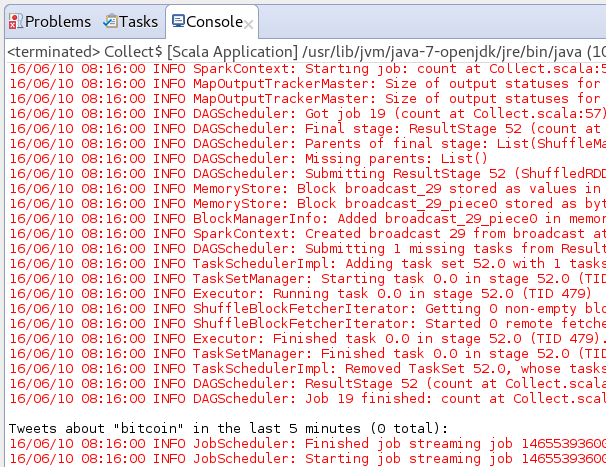 Problems Tasks Console
<terminated> Collect$ [Scala Application] /usr/lib/jvm/java-7-openjdk/jre/bin/java (10
16/06/10 08:16:00 INFO SparkContext: Starting job: count at Collect.scala:5
16/06/10 08:16:00 INFO MapOutputTrackerMaster: Size of output statuses for
16/06/10 08:16:00 INFO MapOutputTrackerMaster: Size of output statuses for
16/06/10 08:16:00 INFO DAGScheduler: Got job 19 (count at Collect.scala:57)
16/06/10 08:16:00 INFO DAGScheduler: Final stage: ResultStage 52 (count at
16/06/10 08:16:00 INFO DAGScheduler: Parents of final stage: List(ShuffleMa
16/06/10 08:16:00 INFO DAGScheduler: Missing parents: List()
16/06/10 08:16:00 INFO DAGScheduler: Submitting ResultStage 52 (ShuffledRDD
16/06/10 08:16:00 INFO MemoryStore: Block broadcast_29 stored as values in
16/06/10 08:16:00 INFO MemoryStore: Block broadcast_29_piece0 stored as byt
16/06/10 08:16:00 INFO BlockManagerInfo: Added broadcast_29_piece0 in memor
16/06/10 08:16:00 INFO SparkContext: Created broadcast 29 from broadcast at
16/06/10 08:16:00 INFO DAGScheduler: Submitting 1 missing tasks from Result
16/06/10 08:16:00 INFO TaskSchedulerImpl: Adding task set 52.0 with 1 tasks
16/06/10 08:16:00 INFO TaskSetManager: Starting task 0.0 in stage 52.0 (TID
16/06/10 08:16:00 INFO Executor: Running task 0.0 in stage 52.0 (TID 479)
16/06/10 08:16:00 INFO ShuffleBlockFetcherIterator: Getting 0 non-empty blo
16/06/10 08:16:00 INFO ShuffleBlockFetcherIterator: Started 0 remote fetche
16/06/10 08:16:00 INFO Executor: Finished task 0.0 in stage 52.0 (TID 479).
16/06/10 08:16:00 INFO TaskSetManager: Finished task 0.0 in stage 52.0 (TID
16/06/10 08:16:00 INFO TaskSchedulerImpl: Removed TaskSet 52.0, whose tasks
16/06/10 08:16:00 INFO DAGScheduler: ResultStage 52 (count at Collect.scala
16/06/10 08:16:00 INFO DAGScheduler: Job 19 finished: count at Collect.scal
Tweets about "bitcoin" in the last 5 minutes (0 total):
16/06/10 08:16:00 INFO JobScheduler: Finished job streaming job 14655393600
16/06/10 08:16:00 INFO JobScheduler: Starting job streaming job 14655393600